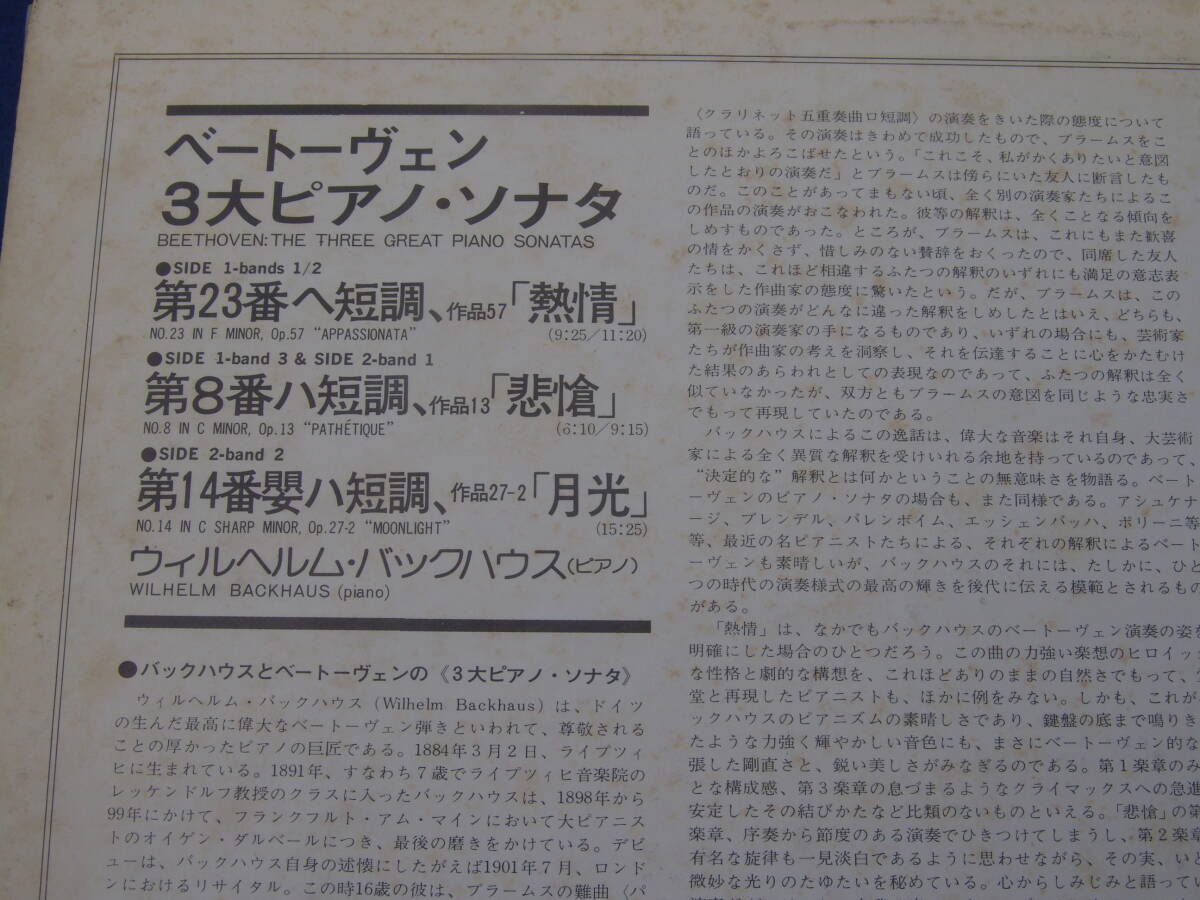 ベートーヴェン
3大ピアノ・ソナタ
BEETHOVEN: THE THREE GREAT PIANO SONATAS
●SIDE 1-bands 1/2
第23番ヘ短調、作品57「熱情」
NO.23 IN F MINOR, Op.57 "APPASSIONATA" (9:25/11:20)
●SIDE 1-band 3 & SIDE 2-band 1
第8番ハ短調、作品13「悲愴」
NO.8 IN C MINOR, Op.13 "PATHÉTIQUE" (6:10/9:15)
●SIDE 2-band 2
第14番嬰ハ短調、作品27-2「月光」
NO.14 IN C SHARP MINOR, Op.27-2 "MOONLIGHT" (15:25)
ウィルヘルム・バックハウス(ピアノ)
WILHELM BACKHAUS (piano)
●バックハウスとベートーヴェンの《3大ピアノ・ソナタ》
ウィルヘルム・バックハウス(Wilhelm Backhaus)は、ドイツ
の生んだ最高に偉大なベートーヴェン弾きといわれて、尊敬される
ことの厚かったピアノの巨匠である。1884年3月2日、ライプツィ
ヒに生まれている。1891年、すなわち7歳でライプツィヒ音楽院の
レッケンドルフ教授のクラスに入ったバックハウスは、1898年から
99年にかけて、フランクフルト・アム・マインにおいて大ピアニス
トのオイゲン・ダルベールにつき、最後の磨きをかけている。デビ
ューは、バックハウス自身の述懐にしたがえば1901年7月、ロンド
ンにおけるリサイタル。この時16歳の彼は、ブラームスの難曲〈パ
〈クラリネット五重奏曲ロ短調〉の演奏をきいた際の態度について
語っている。その演奏はきわめて成功したもので、ブラームスをこ
とのほかよろこばせたという。「これこそ、私がかくありたいと意図
したとおりの演奏だ」とブラームスは傍らにいた友人に断言したも
のだ。このことがあってまもない頃、全く別の演奏家たちによるこ
の作品の演奏がおこなわれた。彼等の解釈は、全くことなる傾向を
しめすものであった。ところが、ブラームスは、これにもまた歓喜
の情をかくさず、惜しみのない賛辞をおくったので、同席した友人
たちは、これほど相違するふたつの解釈のいずれにも満足の意志表
示をした作曲家の態度に驚いたという。だが、ブラームスは、この
ふたつの演奏がどんなに違った解釈をしめしたとはいえ、どちらも、
第一級の演奏家の手になるものであり、いずれの場合にも、芸術家
たちが作曲家の考えを洞察し、それを伝達することに心をかたむけ
た結果のあらわれとしての表現なのであって、ふたつの解釈は全く
似ていなかったが、双方ともブラームスの意図を同じような忠実さ
でもって再現していたのである。
バックハウスによるこの逸話は、偉大な音楽はそれ自身、大芸術
家による全く異質な解釈を受けいれる余地を持っているのであって、
“決定的な”解釈とは何かということの無意味さを物語る。ベート
ーヴェンのピアノ・ソナタの場合も、また同様である。アシュケナ
ージ、ブレンデル、バレンボイム、エッシェンバッハ、ポリーニ等
等、最近の名ピアニストたちによる、それぞれの解釈によるベート
ーヴェンも素晴しいが、バックハウスのそれには、たしかに、ひと
つの時代の演奏様式の最高の輝きを後代に伝える模範とされるもの
がある。
「熱情」は、なかでもバックハウスのベートーヴェン演奏の姿を
明確にした場合のひとつだろう。この曲の力強い楽想のヒロイック
な性格と劇的な構想を、これほどありのままの自然さでもって、
堂と再現したピアニストも、ほかに例をみない。しかも、これが
ックハウスのピアニズムの素晴しさであり、鍵盤の底まで鳴りき
たような力強く輝やかしい音色にも、まさにベートーヴェン的な
張した剛直さと、鋭い美しさがみなぎるのである。第1楽章のみ
とな構成感、第3楽章の息づまるようなクライマックスへの急進
安定したその結びかたなど比類のないものといえる。「悲愴」の第
楽章、序奏から節度のある演奏でひきつけてしまうし、第2楽章
有名な旋律も一見淡白であるように思わせながら、その実、いと
微妙な光りのたゆたいを秘めている。心からしみじみと語ってい